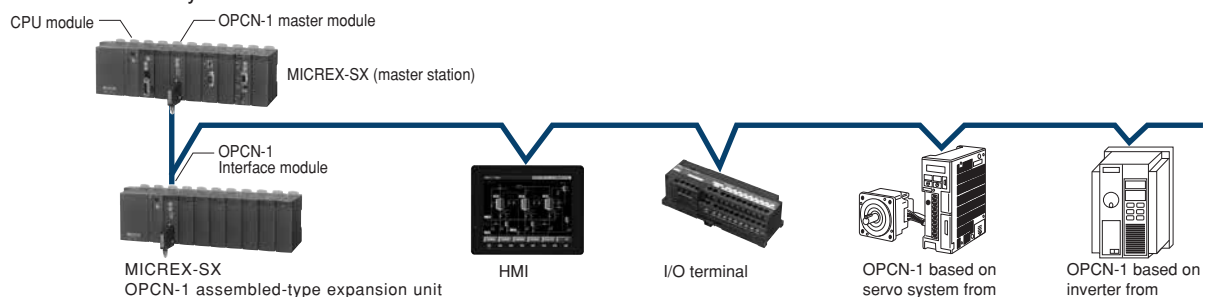 CPU module
OPCN-1 master module
MICREX-SX (master station)
OPCN-1
Interface module
MICREX-SX
OPCN-1 assembled-type expansion unit
HMI
I/O terminal
OPCN-1 based on
servo system from
OPCN-1 based on
inverter from